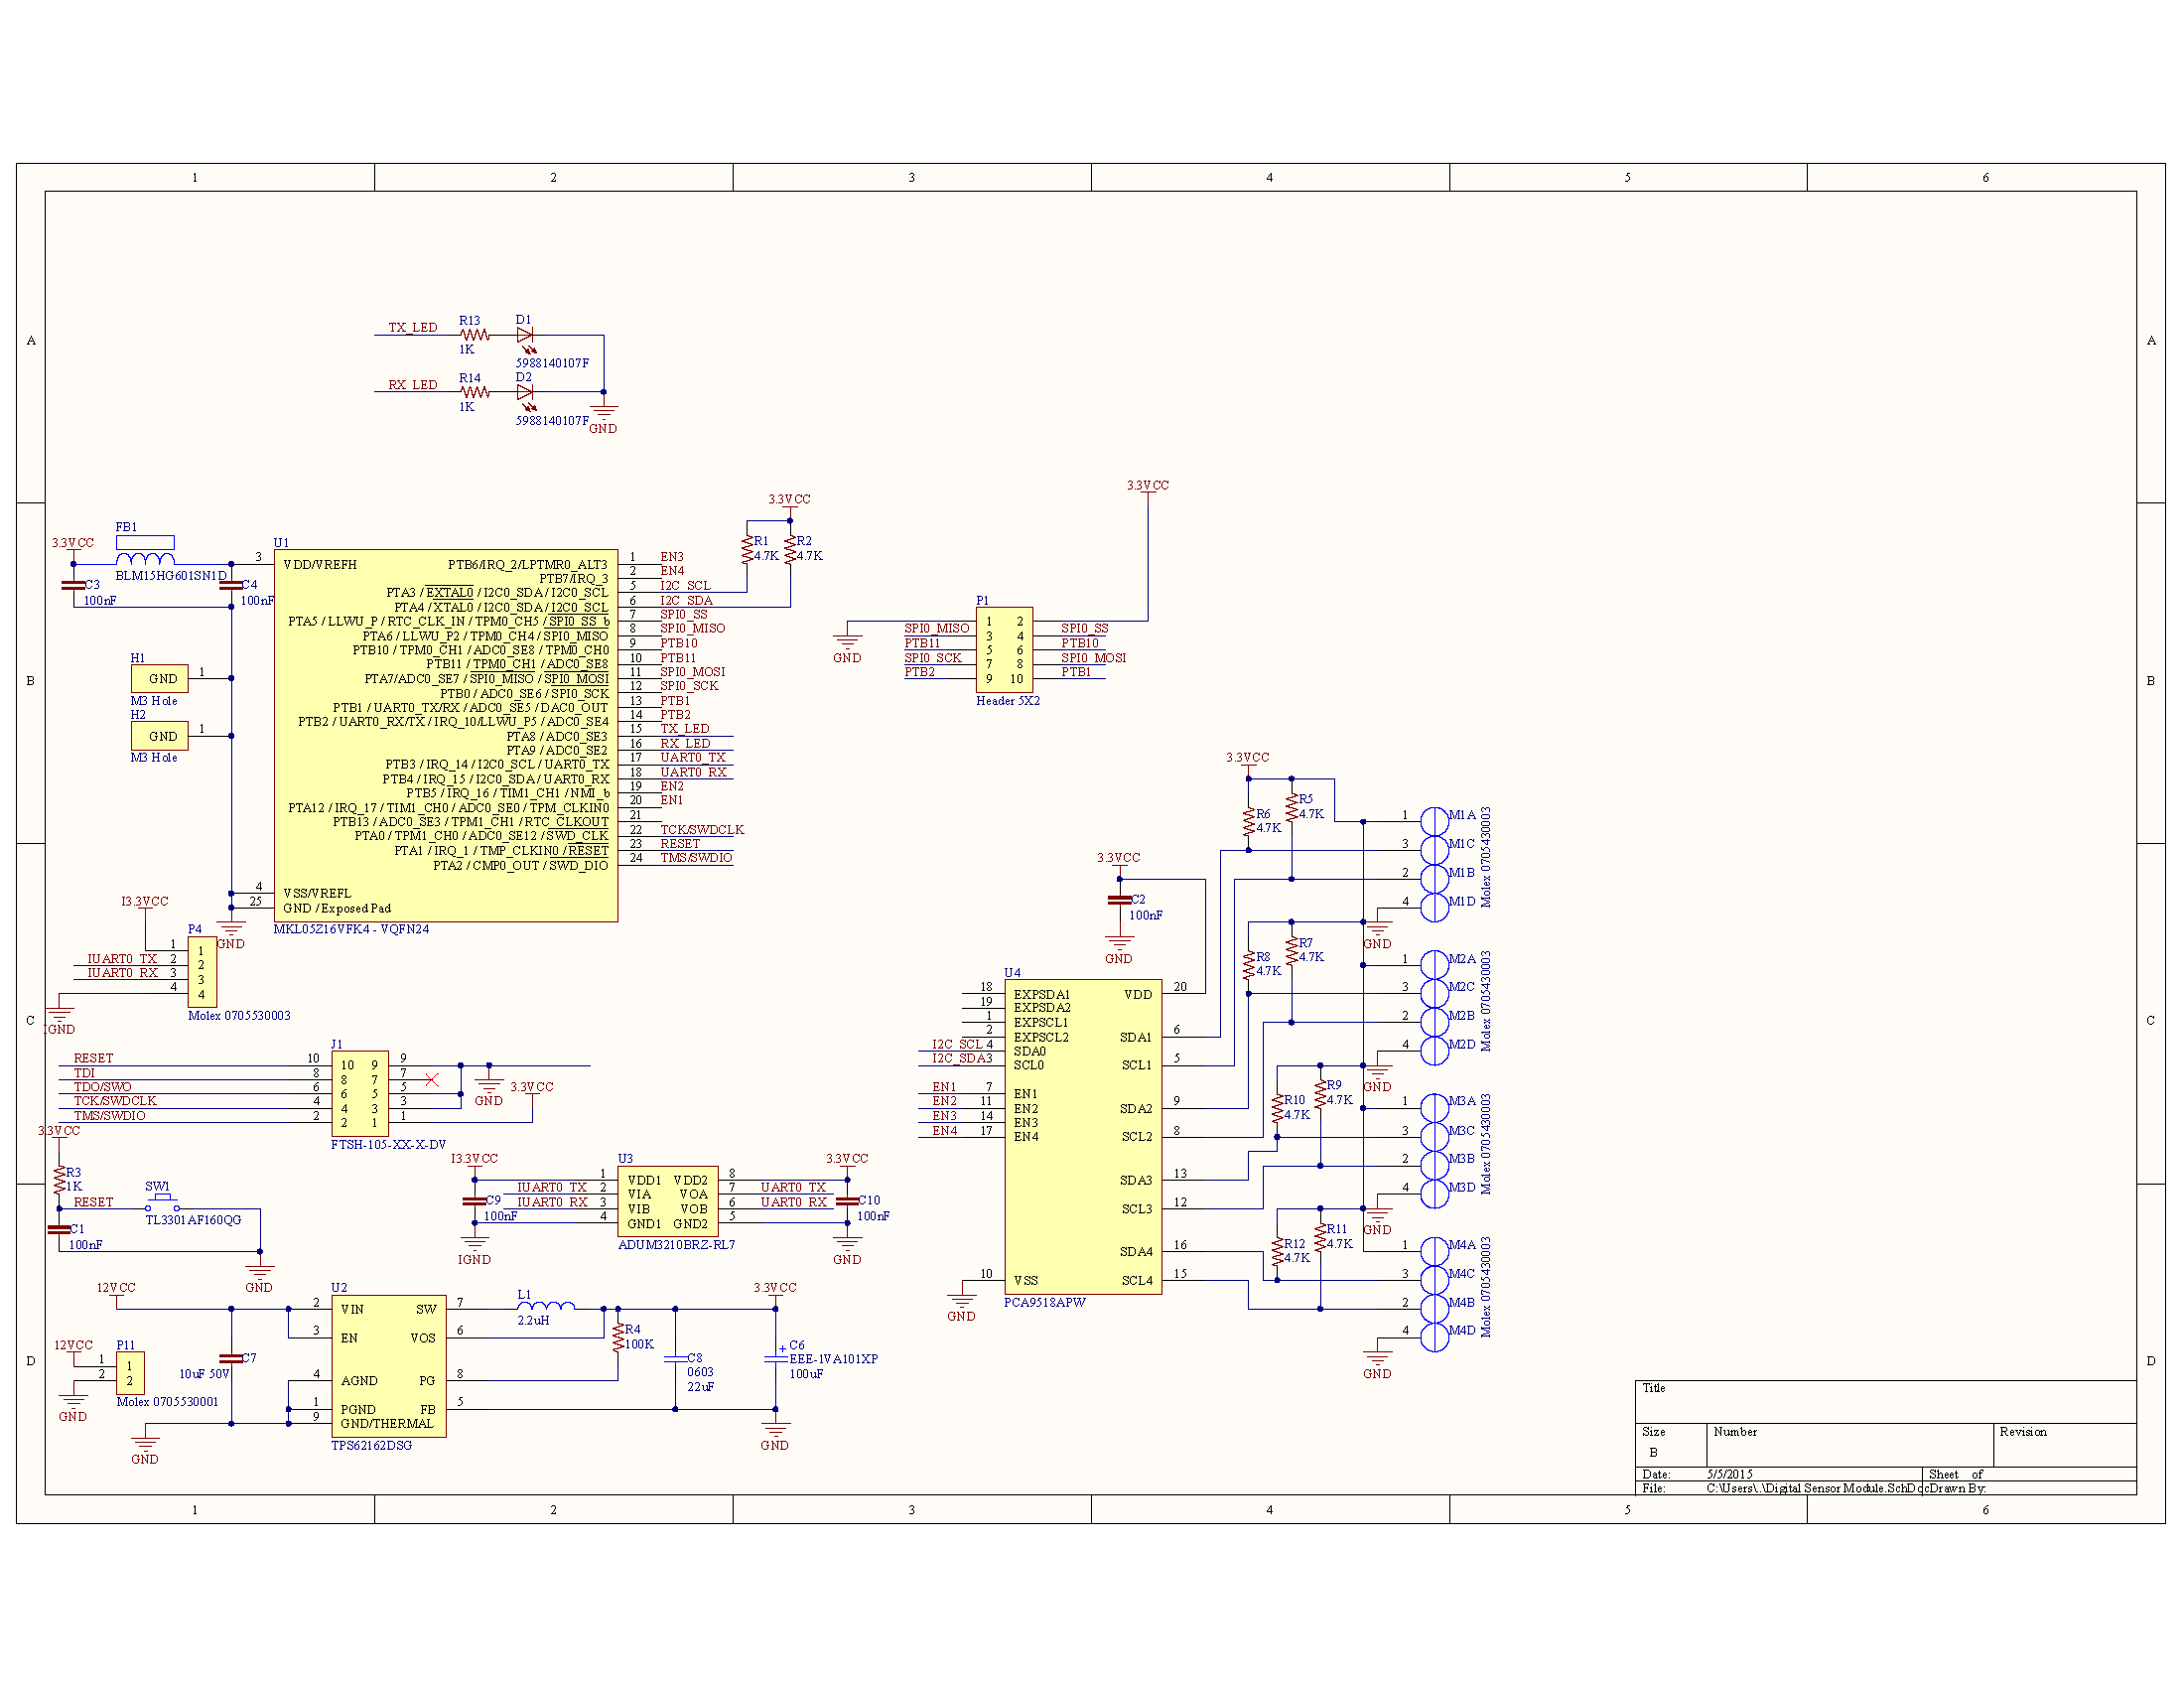 1 2 3 4 5 6
A A
B B
C C
D D
TX_LED
R13
1K
D1
5988140107F
RX_LED
R14
1K
D2
5988140107F
GND
3.3VCC
FB1
BLM15HG601SN1D
C3
100nF
C4
100nF
H1
GND 1
M3 Hole
H2
GND 1
M3 Hole
GND
U1
3 VDD/VREFH
4 VSS/VREFL
25 GND / Exposed Pad
PTB6/IRQ_2/LPTMR0_ALT3 1 EN3
PTB7/IRQ_3 2 EN4
PTA3 / EXTAL0 / I2C0_SDA / I2C0_SCL 5 I2C_SCL
PTA4 / XTAL0 / I2C0_SDA / I2C0_SCL 6 I2C_SDA
PTA5 / LLWU_P / RTC_CLK_IN / TPM0_CH5 / SPI0_SS_b 7 SPI0_SS
PTA6 / LLWU_P2 / TPM0_CH4 / SPI0_MISO 8 SPI0_MISO
PTB10 / TPM0_CH1 / ADC0_SE8 / TPM0_CH0 9 PTB10
PTB11 / TPM0_CH1 / ADC0_SE8 10 PTB11
PTA7/ADC0_SE7 / SPI0_MISO / SPI0_MOSI 11 SPI0_MOSI
PTB0 / ADC0_SE6 / SPI0_SCK 12 SPI0_SCK
PTB1 / UART0_TX/RX / ADC0_SE5 / DAC0_OUT 13 PTB1
PTB2 / UART0_RX/TX / IRQ_10/LLWU_P5 / ADC0_SE4 14 PTB2
PTA8 / ADC0_SE3 15 TX_LED
PTA9 / ADC0_SE2 16 RX_LED
PTB3 / IRQ_14 / I2C0_SCL / UART0_TX 17 UART0_TX
PTB4 / IRQ_15 / I2C0_SDA / UART0_RX 18 UART0_RX
PTB5 / IRQ_16 / TIM1_CH1 / NMI_b 19 EN2
PTA12 / IRQ_17 / TIM1_CH0 / ADC0_SE0 / TPM_CLKIN0 20 EN1
PTB13 / ADC0_SE3 / TPM1_CH1 / RTC_CLKOUT 21
PTA0 / TPM1_CH0 / ADC0_SE12 / SWD_CLK 22 TCK/SWDCLK
PTA1 / IRQ_1 / TMP_CLKIN0 / RESET 23 RESET
PTA2 / CMP0_OUT / SWD_DIO 24 TMS/SWDIO
MKL05Z16VFK4 - VQFN24
3.3VCC
R1
4.7K
R2
4.7K
3.3VCC
GND
P1
1 2
SPI0_MISO 3 4 SPI0_SS
PTB11 5 6 PTB10
SPI0_SCK 7 8 SPI0_MOSI
PTB2 9 10 PTB1
Header 5X2
I3.3VCC
P4
1 1
IUART0_TX 2 2
IUART0_RX 3 3
4 4
IGND
Molex 0705530003
J1
RESET 10 10 9 9
TDI 8 8 7 7
TDO/SWO 6 6 5 5
TCK/SWDCLK 4 4 3 3
TMS/SWDIO 2 2 1 1
GND
3.3VCC
FTSH-105-XX-X-DV
3.3VCC
R3
1K
RESET
SW1
TL3301AF160QG
C1
100nF
GND
I3.3VCC
C9
100nF
IGND
U3
1 VDD1 VDD2 8
IUART0_TX 2 VIA VOA 7 UART0_TX
IUART0_RX 3 VIB VOB 6 UART0_RX
4 GND1 GND2 5
ADUM3210BRZ-RL7
3.3VCC
C10
100nF
GND
12VCC
12VCC
P11
1 1
2 2
GND
Molex 0705530001
C7
10uF 50V
GND
U2
2 VIN SW 7
3 EN VOS 6
4 AGND PG 8
1 PGND FB 5
9 GND/THERMAL
TPS62162DSG
L1
2.2uH
R4
100K
C8
0603
22uF
3.3VCC
+ C6
EEE-1VA101XP
100uF
GND
3.3VCC
C2
100nF
GND
U4
18 EXPSDA1 VDD 20
19 EXPSDA2
1 EXPSCL1
2 EXPSCL2 SDA1 6
I2C_SCL 4 SDA0
I2C_SDA 3 SCL0 SCL1 5
EN1 7 EN1
EN2 11 EN2 SDA2 9
EN3 14 EN3
EN4 17 EN4 SCL2 8
SDA3 13
SCL3 12
SDA4 16
10 VSS SCL4 15
GND
PCA9518APW
3.3VCC
R6
4.7K
R5
4.7K
1 M1A
3 M1C
2 M1B
4 M1D
Molex 0705430003
GND
R8
4.7K
R7
4.7K
1 M2A
3 M2C
2 M2B
4 M2D
Molex 0705430003
GND
R10
4.7K
R9
4.7K
1 M3A
3 M3C
2 M3B
4 M3D
Molex 0705430003
GND
R12
4.7K
R11
4.7K
1 M4A
3 M4C
2 M4B
4 M4D
Molex 0705430003
GND
Title
Size Number Revision
B
Date: 5/5/2015 Sheet of
File: C:\Users\..\Digital Sensor Module.SchDoc Drawn By:
1 2 3 4 5 6